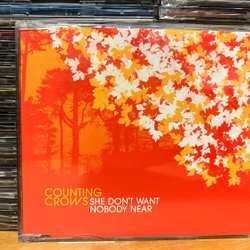 COUNTING
CROWS SHE DON'T WANT
NOBODY NEAR